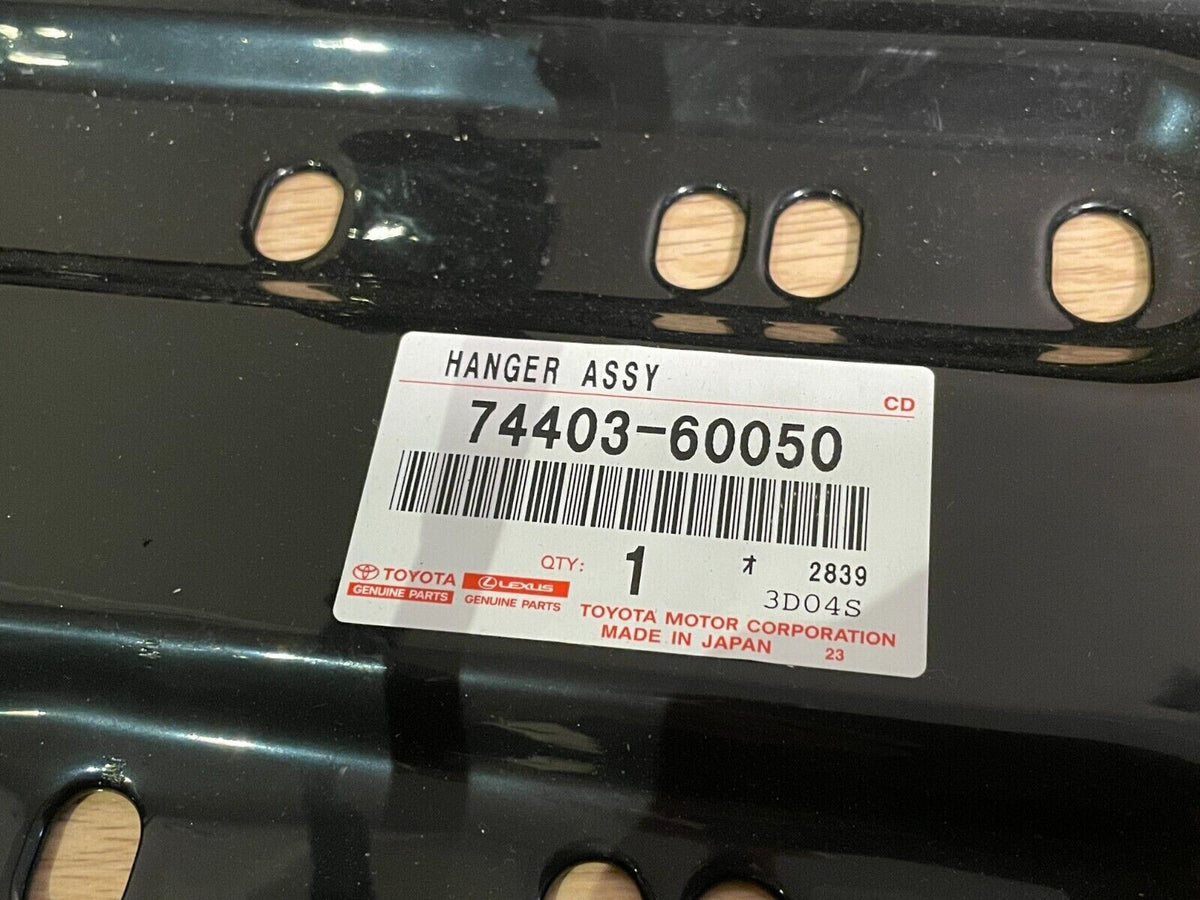 HANGER ASSY
CD
74403-60050
QTY: 1 オ 2839
3D04S
TOYOTA
GENUINE PARTS
LEXUS
GENUINE PARTS
TOYOTA MOTOR CORPORATION
MADE IN JAPAN 23